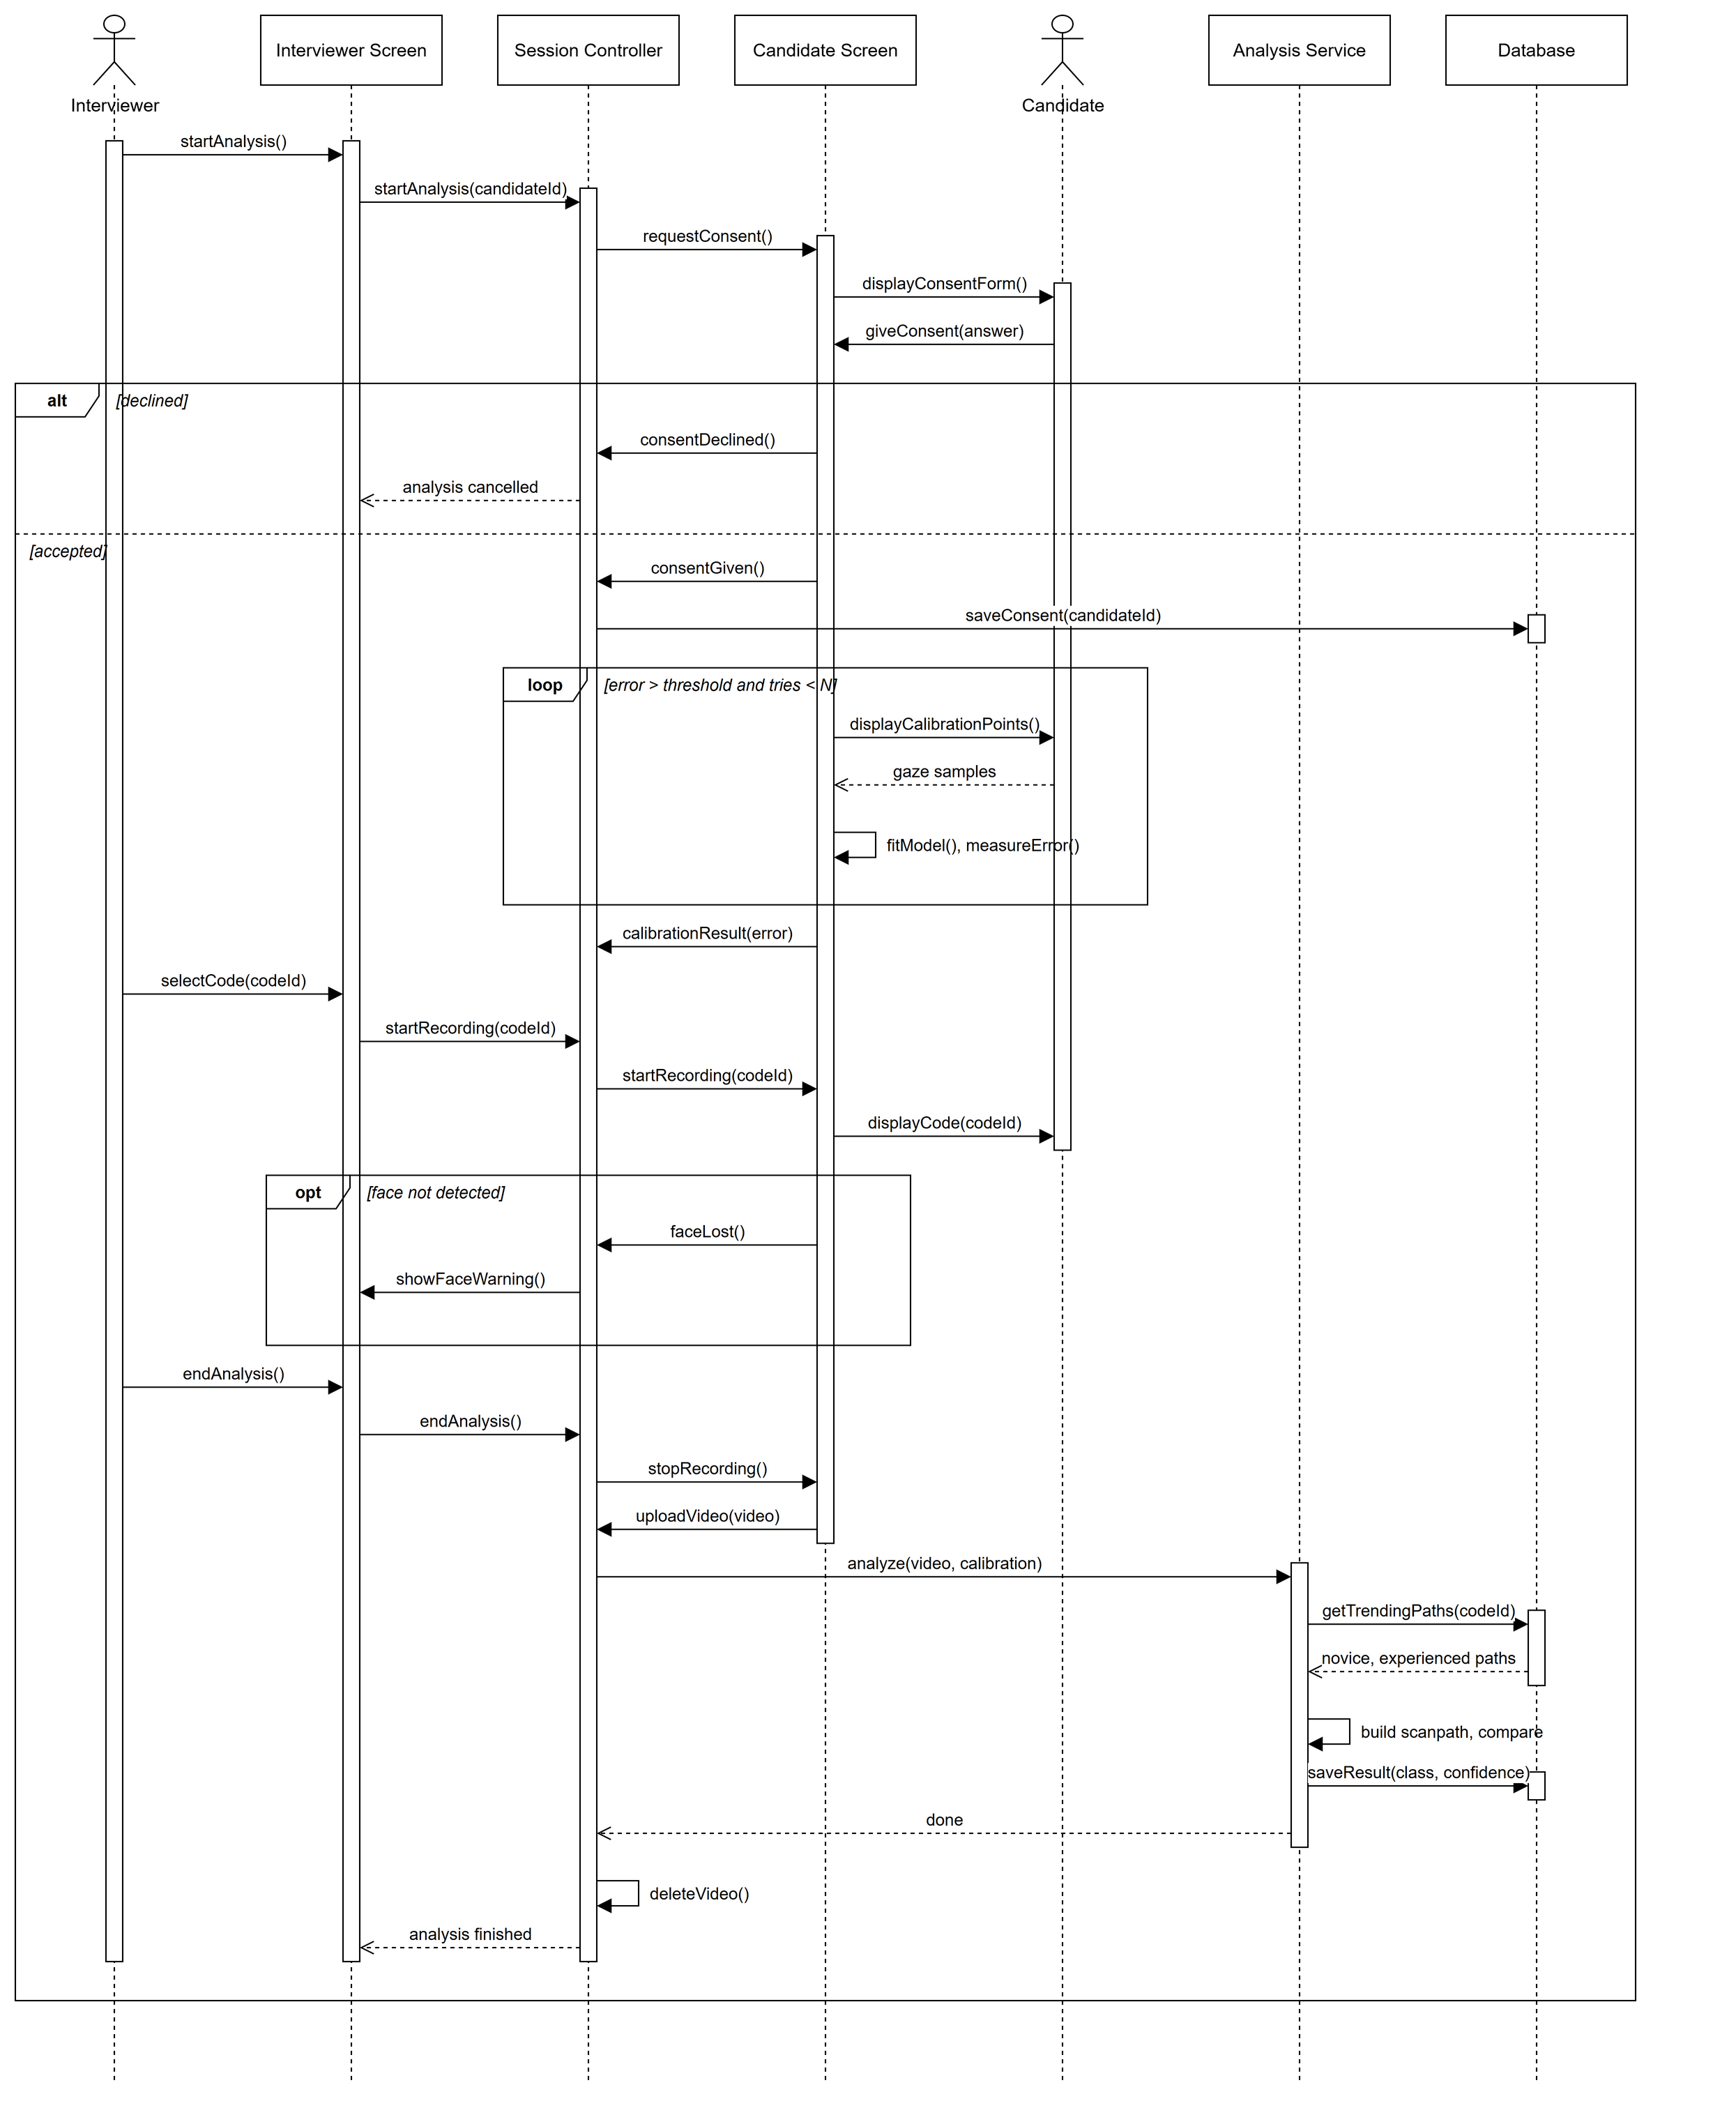 Interviewer Screen
Session Controller
Candidate Screen
Analysis Service
Database
Interviewer
Candidate
startAnalysis()
startAnalysis(candidateId)
requestConsent()
displayConsentForm()
giveConsent(answer)
alt
[declined]
consentDeclined()
analysis cancelled
[accepted]
consentGiven()
saveConsent(candidateId)
loop
[error > threshold and tries < N]
displayCalibrationPoints()
gaze samples
fitModel(), measureError()
calibrationResult(error)
selectCode(codeId)
startRecording(codeId)
startRecording(codeId)
displayCode(codeId)
opt
[face not detected]
faceLost()
showFaceWarning()
endAnalysis()
endAnalysis()
stopRecording()
uploadVideo(video)
analyze(video, calibration)
getTrendingPaths(codeId)
novice, experienced paths
build scanpath, compare
saveResult(class, confidence)
done
deleteVideo()
analysis finished